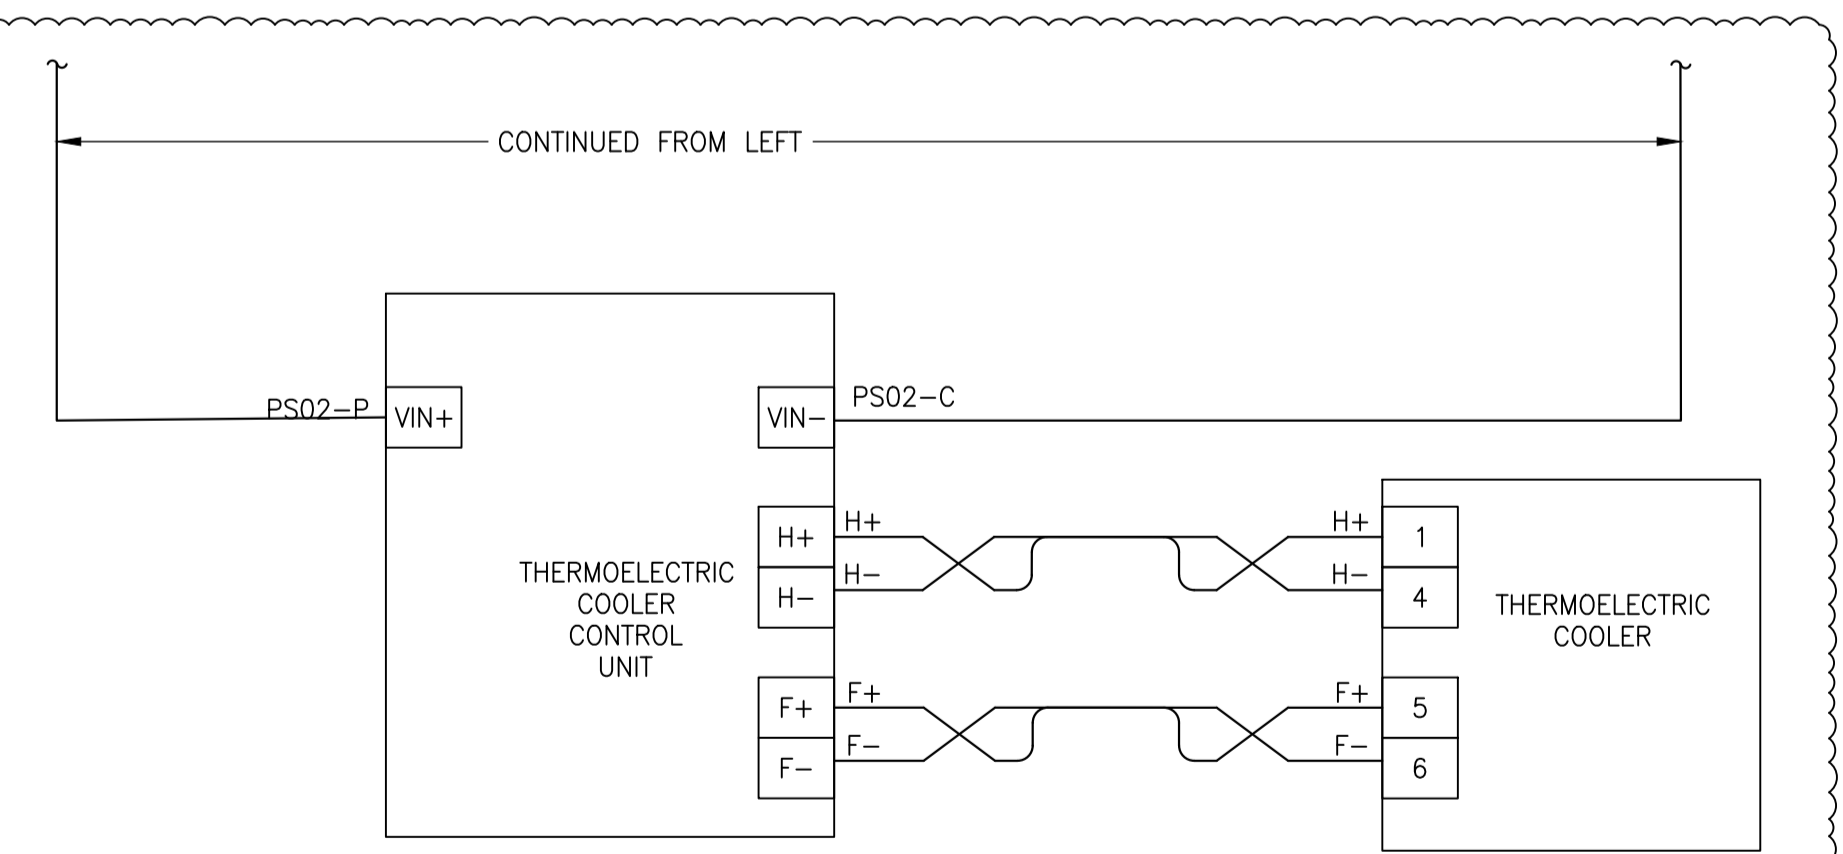 CONTINUED FROM LEFT
PS02-P
VIN+
VIN-
PS02-C
H+
H+
H+
1
H-
H-
H-
4
THERMOELECTRIC
COOLER
CONTROL
UNIT
THERMOELECTRIC
COOLER
F+
F+
F+
5
F-
F-
F-
6